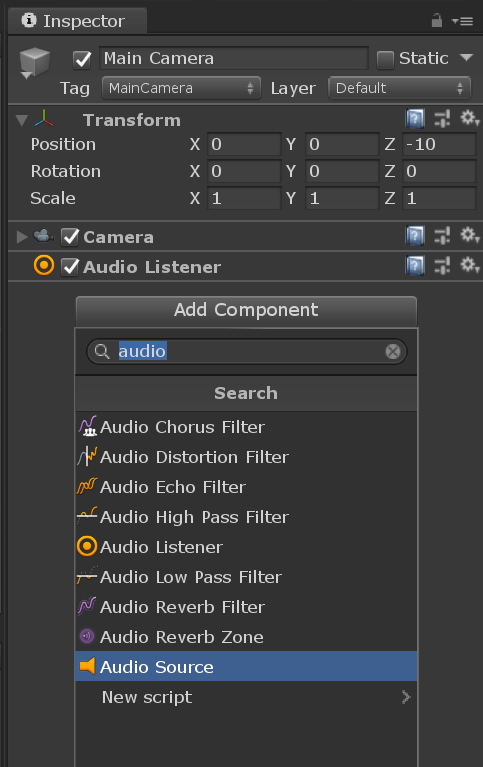 Inspector
Main Camera Static
Tag MainCamera Layer Default
Transform
Position X 0 Y 0 Z -10
Rotation X 0 Y 0 Z 0
Scale X 1 Y 1 Z 1
Camera
Audio Listener
Add Component
audio
Search
Audio Chorus Filter
Audio Distortion Filter
Audio Echo Filter
Audio High Pass Filter
Audio Listener
Audio Low Pass Filter
Audio Reverb Filter
Audio Reverb Zone
Audio Source
New script